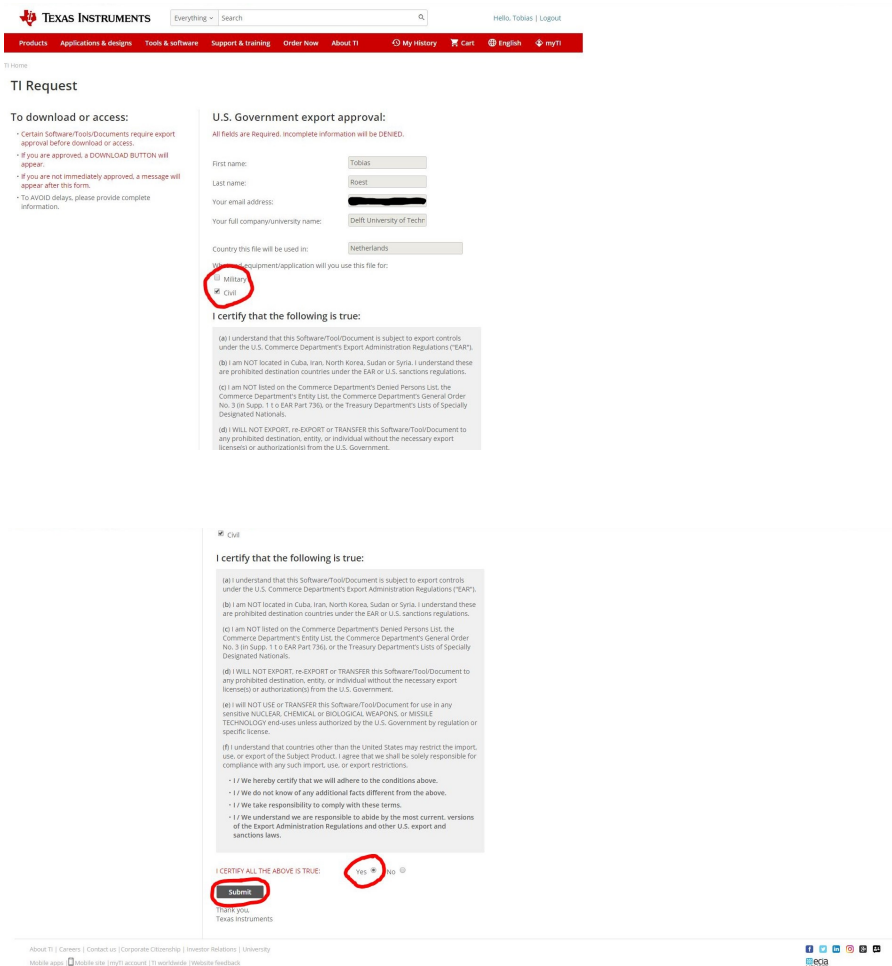 TEXAS INSTRUMENTS
Everything
Search
Hello, Tobias | Logout
Products Applications & designs Tools & software Support & training Order Now About TI My History Cart English myTI
TI Home
TI Request
To download or access:
• Certain Software/Tools/Documents require export
approval before download or access.
• If you are approved, a DOWNLOAD BUTTON will
appear.
• If you are not immediately approved, a message will
appear after this form.
• To AVOID delays, please provide complete
information.
U.S. Government export approval:
All fields are Required. Incomplete information will be DENIED.
First name: Tobias
Last name: Roest
Your email address:
Your full company/university name: Delft University of Techn
Country this file will be used in: Netherlands
equipment/application will you use this file for:
Military
Civil
I certify that the following is true:
(a) I understand that this Software/Tool/Document is subject to export controls
under the U.S. Commerce Department's Export Administration Regulations ("EAR").
(b) I am NOT located in Cuba, Iran, North Korea, Sudan or Syria. I understand these
are prohibited destination countries under the EAR or U.S. sanctions regulations.
(c) I am NOT listed on the Commerce Department's Denied Persons List, the
Commerce Department's Entity List, the Commerce Department's General Order
No. 3 (in Supp. 1 t o EAR Part 736), or the Treasury Department's Lists of Specially
Designated Nationals.
(d) I WILL NOT EXPORT, re-EXPORT or TRANSFER this Software/Tool/Document to
any prohibited destination, entity, or individual without the necessary export
license(s) or authorization(s) from the U.S. Government.
Civil
I certify that the following is true:
(a) I understand that this Software/Tool/Document is subject to export controls
under the U.S. Commerce Department's Export Administration Regulations ("EAR").
(b) I am NOT located in Cuba, Iran, North Korea, Sudan or Syria. I understand these
are prohibited destination countries under the EAR or U.S. sanctions regulations.
(c) I am NOT listed on the Commerce Department's Denied Persons List, the
Commerce Department's Entity List, the Commerce Department's General Order
No. 3 (in Supp. 1 t o EAR Part 736), or the Treasury Department's Lists of Specially
Designated Nationals.
(d) I WILL NOT EXPORT, re-EXPORT or TRANSFER this Software/Tool/Document to
any prohibited destination, entity, or individual without the necessary export
license(s) or authorization(s) from the U.S. Government.
(e) I will NOT USE or TRANSFER this Software/Tool/Document for use in any
sensitive NUCLEAR, CHEMICAL or BIOLOGICAL WEAPONS, or MISSILE
TECHNOLOGY end-uses unless authorized by the U.S. Government by regulation or
specific license.
(f) I understand that countries other than the United States may restrict the import,
use, or export of the Subject Product. I agree that we shall be solely responsible for
compliance with any such import, use, or export restrictions.
• I / We hereby certify that we will adhere to the conditions above.
• I / We do not know of any additional facts different from the above.
• I / We take responsibility to comply with these terms.
• I / We understand we are responsible to abide by the most current. versions
of the Export Administration Regulations and other U.S. export and
sanctions laws.
I CERTIFY ALL THE ABOVE IS TRUE: Yes No
Submit
Thank you,
Texas Instruments
About TI | Careers | Contact us | Corporate Citizenship | Investor Relations | University
Mobile apps | Mobile site | myTI account | TI worldwide | Website feedback
ecia